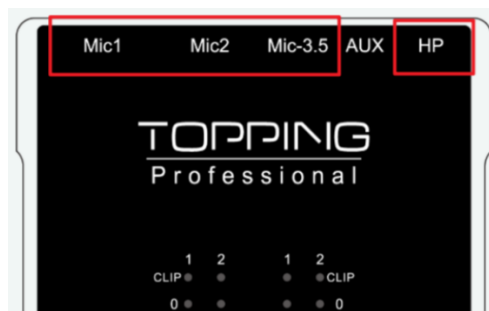 Mic1 Mic2 Mic-3.5 AUX HP
TOPPING
Professional
1 2 1 2
CLIP CLIP
0 0